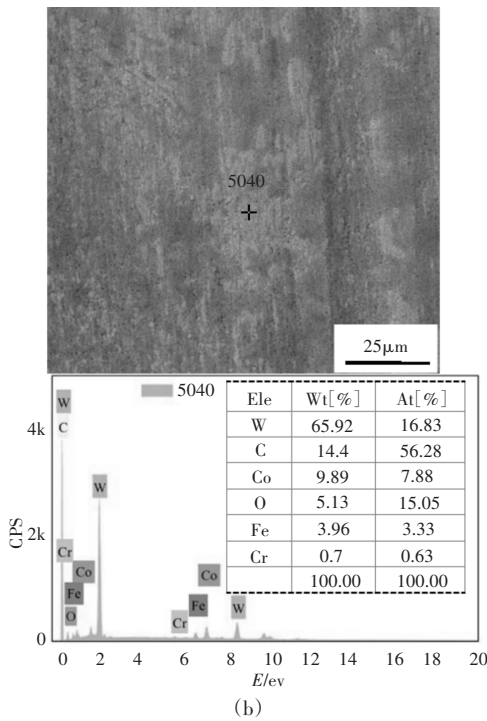 5040
25μm
5040
Ele Wt[%] At[%]
W 65.92 16.83
C 14.4 56.28
Co 9.89 7.88
O 5.13 15.05
Fe 3.96 3.33
Cr 0.7 0.63
100.00 100.00
4k
2k
0
CPS
W
C
Cr
Co
Fe
O
W
Cr
Fe
Co
W
0 2 4 6 8 10 12 14 16 18 20
E/ev
(b)